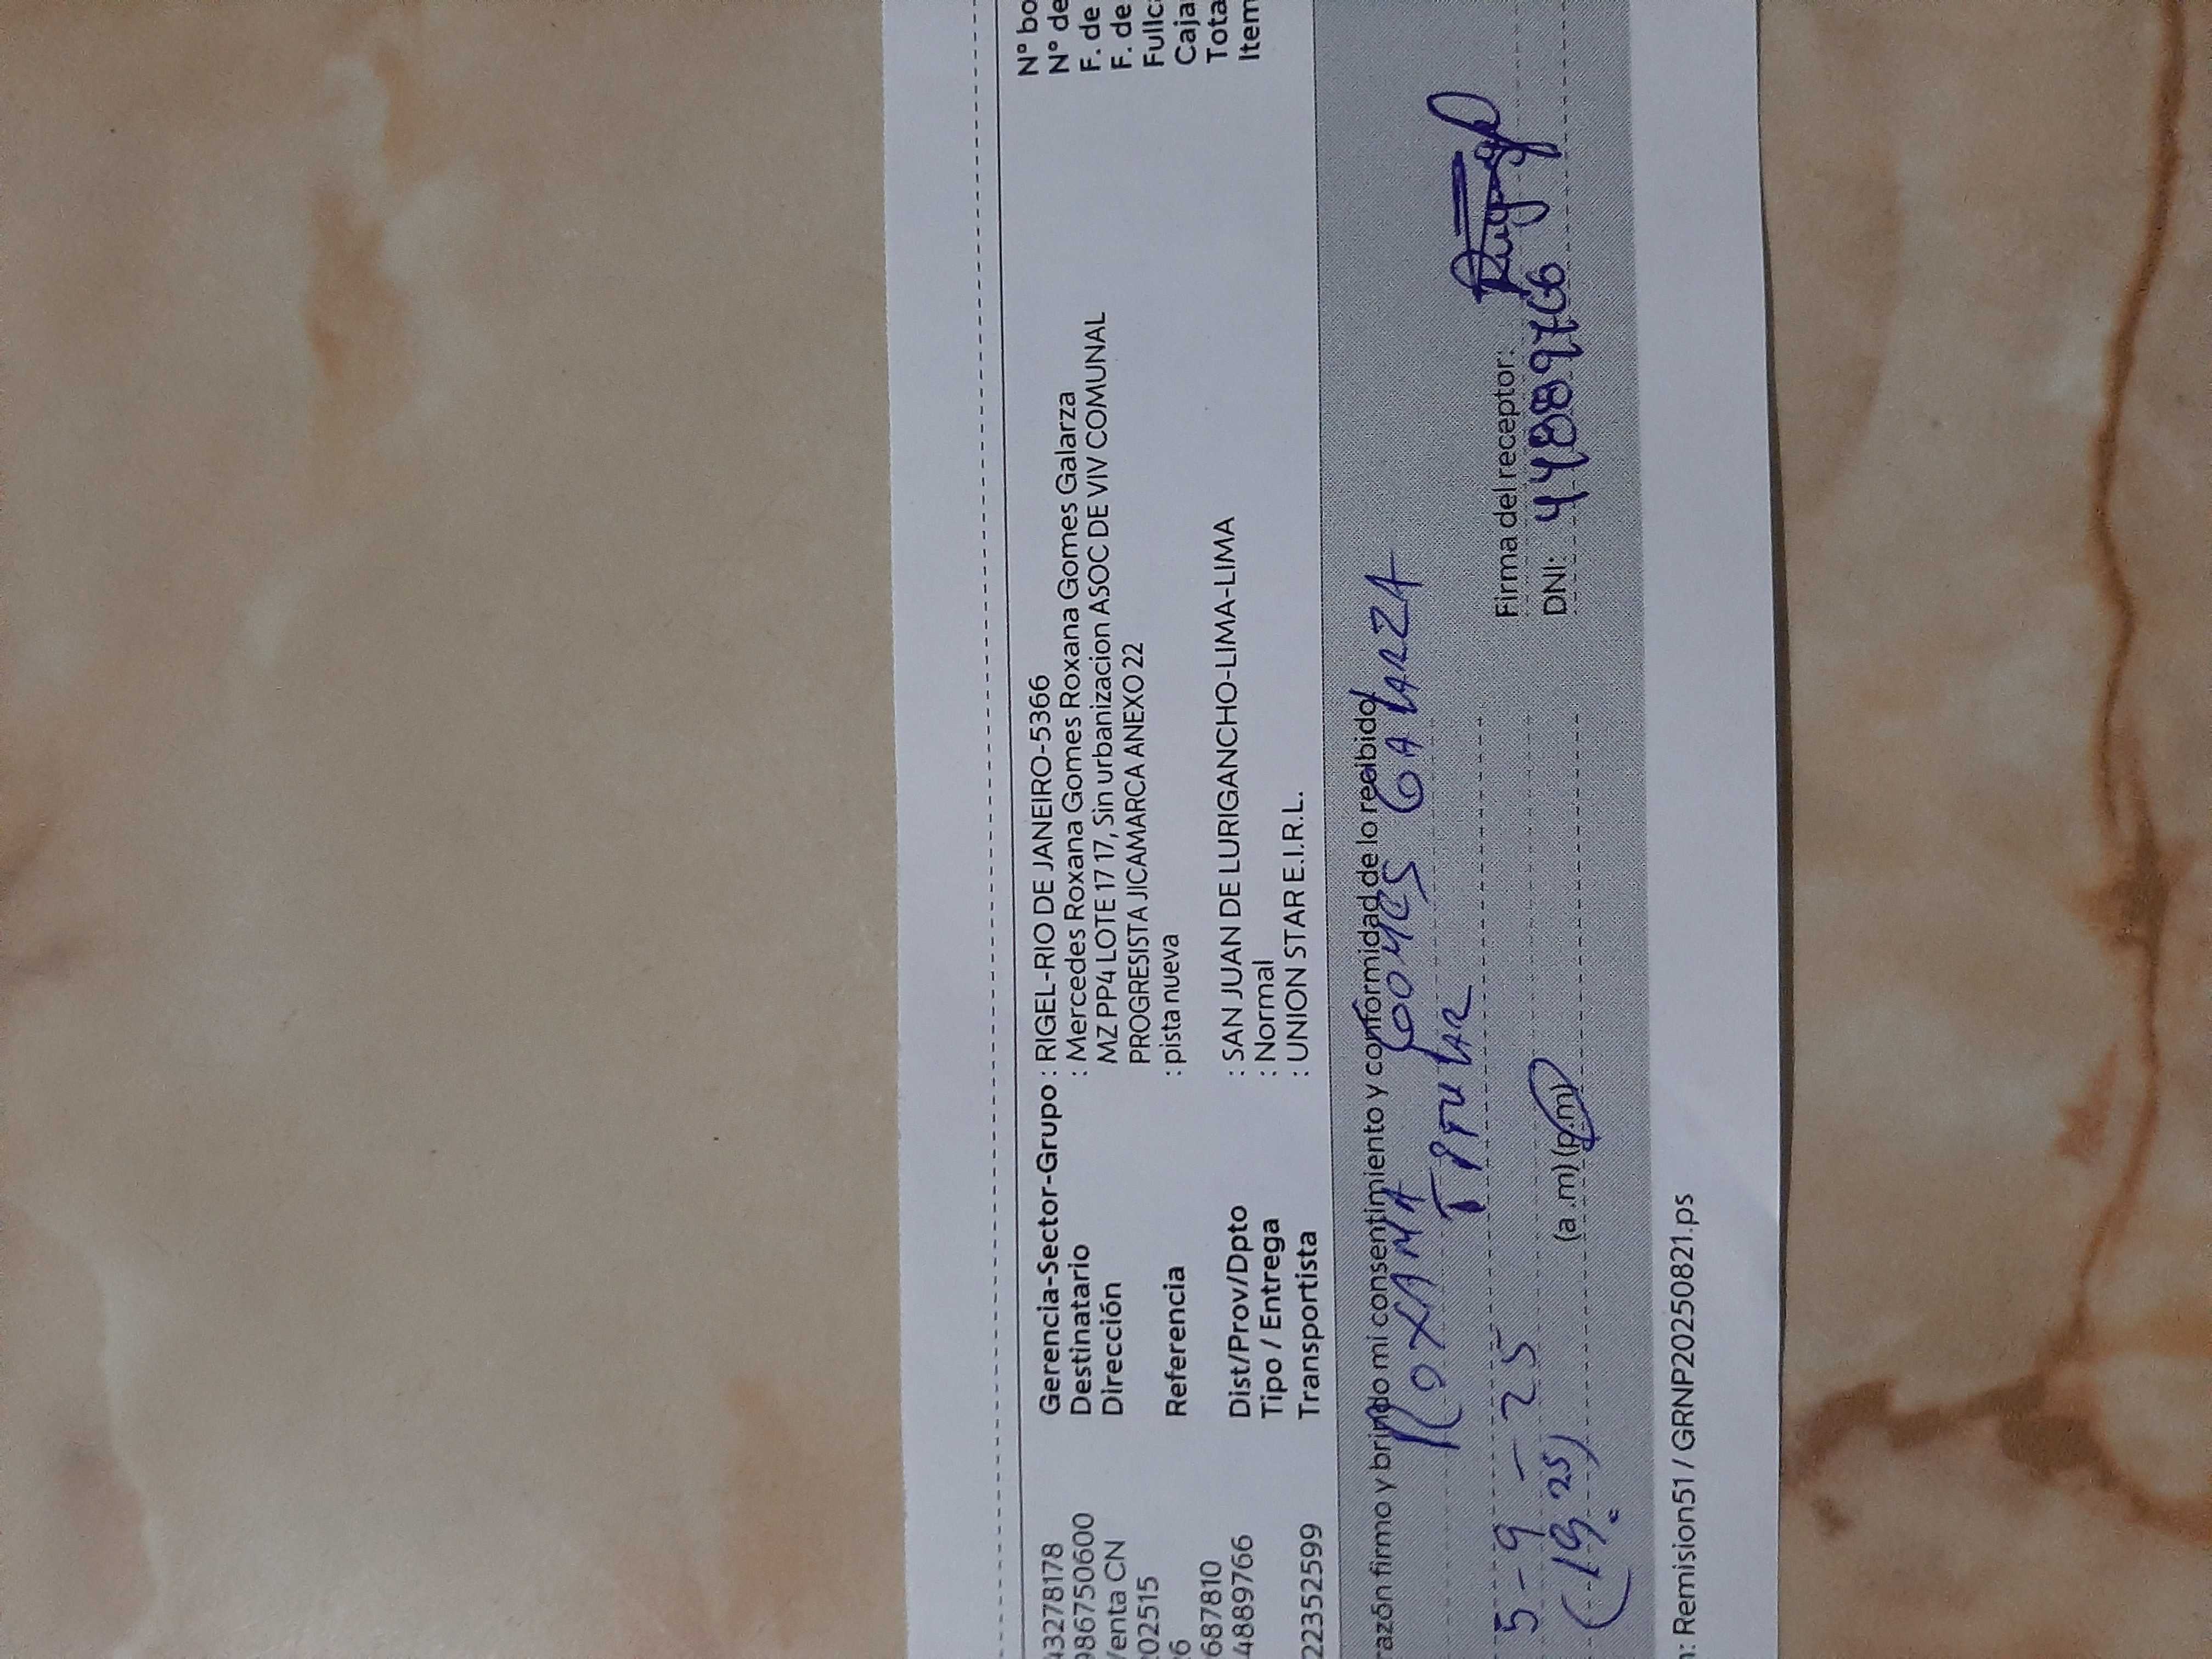 43278178
986750600
Venta CN
202515
6
687810
4889766
22352599
Gerencia-Sector-Grupo : RIGEL-RIO DE JANEIRO-5366
Destinatario : Mercedes Roxana Gomes Roxana Gomes Galarza
Dirección MZ PP4 LOTE 17 17, Sin urbanizacion ASOC DE VIV COMUNAL
PROGRESISTA JICAMARCA ANEXO 22
Referencia : pista nueva
Dist/Prov/Dpto : SAN JUAN DE LURIGANCHO-LIMA-LIMA
Tipo / Entrega : Normal
Transportista : UNION STAR E.I.R.L.
N° bo
N° de
F. de
F. de
Fullc
Caja
Tota
Item
razón firmo y brindo mi consentimiento y conformidad de lo recibido
ROXANA GOMES GALARZA
TITULAR
5-9-25
(19.25) (a .m) (p.m)
Firma del receptor:
DNI: 44889766
: Remision51 / GRNP20250821.ps